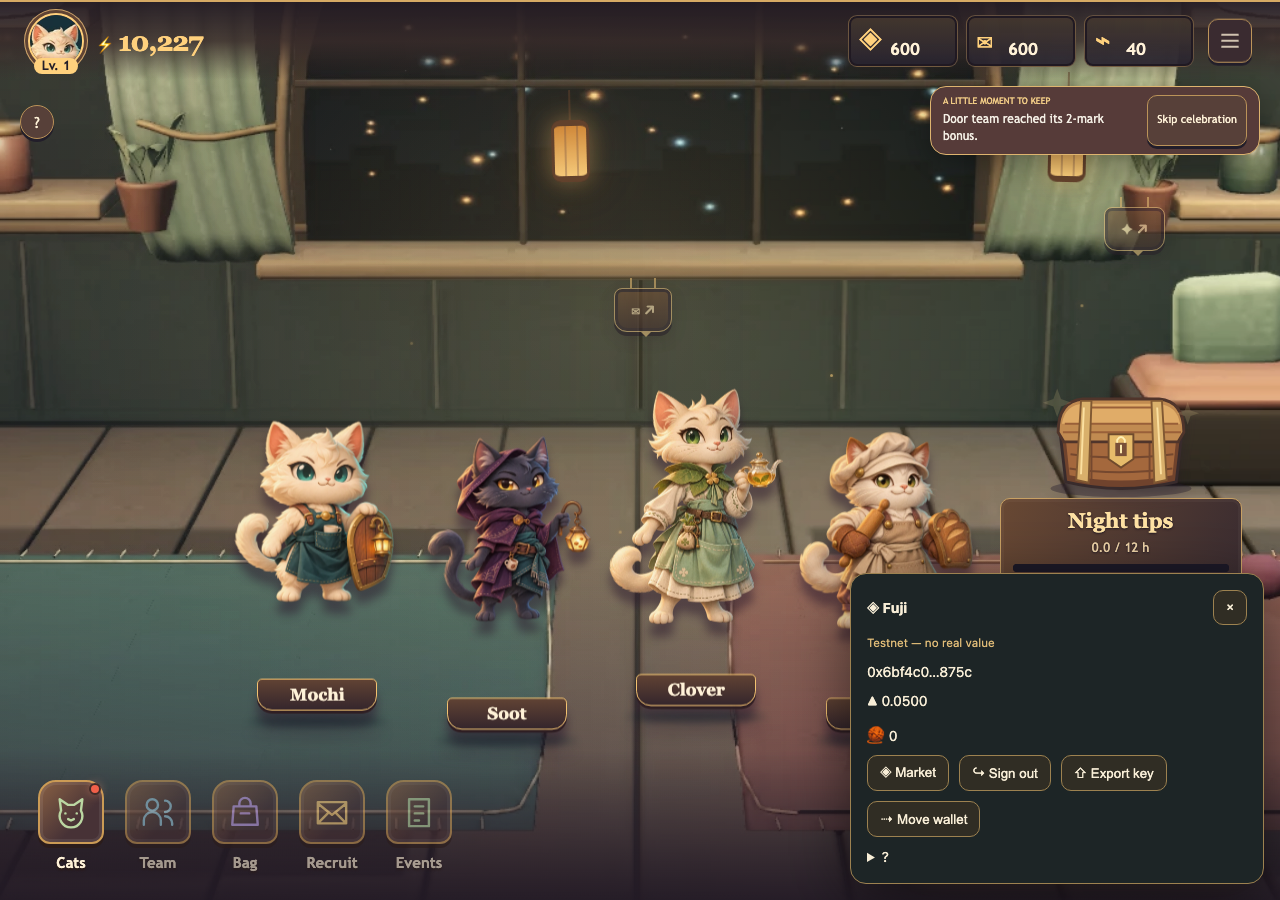 10,227
Lv. 1
600
600
40
?
A LITTLE MOMENT TO KEEP
Door team reached its 2-mark
bonus.
Skip celebration
Night tips
0.0 / 12 h
Fuji
×
Testnet — no real value
0x6bf4c0...875c
▲ 0.0500
0
Market
Sign out
Export key
Move wallet
▶ ?
Mochi
Soot
Clover
Cats
Team
Bag
Recruit
Events